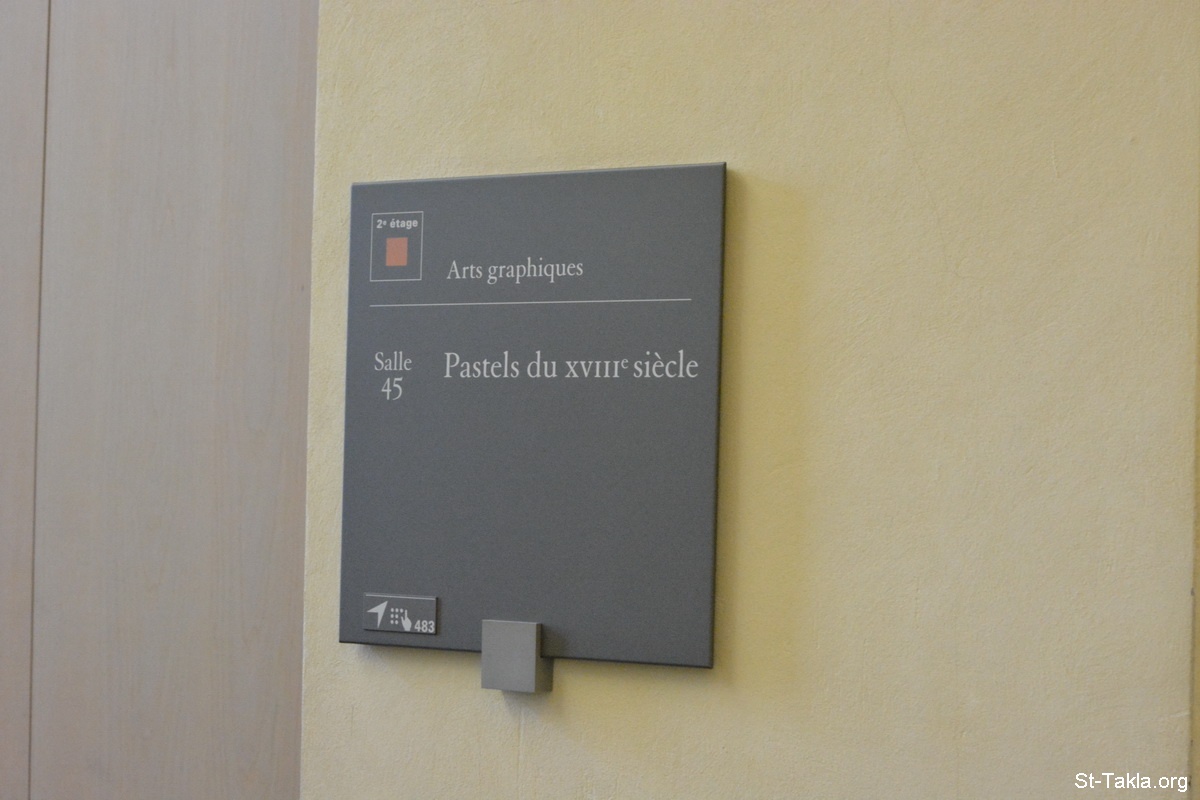 2e étage
Arts graphiques
Salle
45
Pastels du XVIIIe siècle
483
St-Takla.org